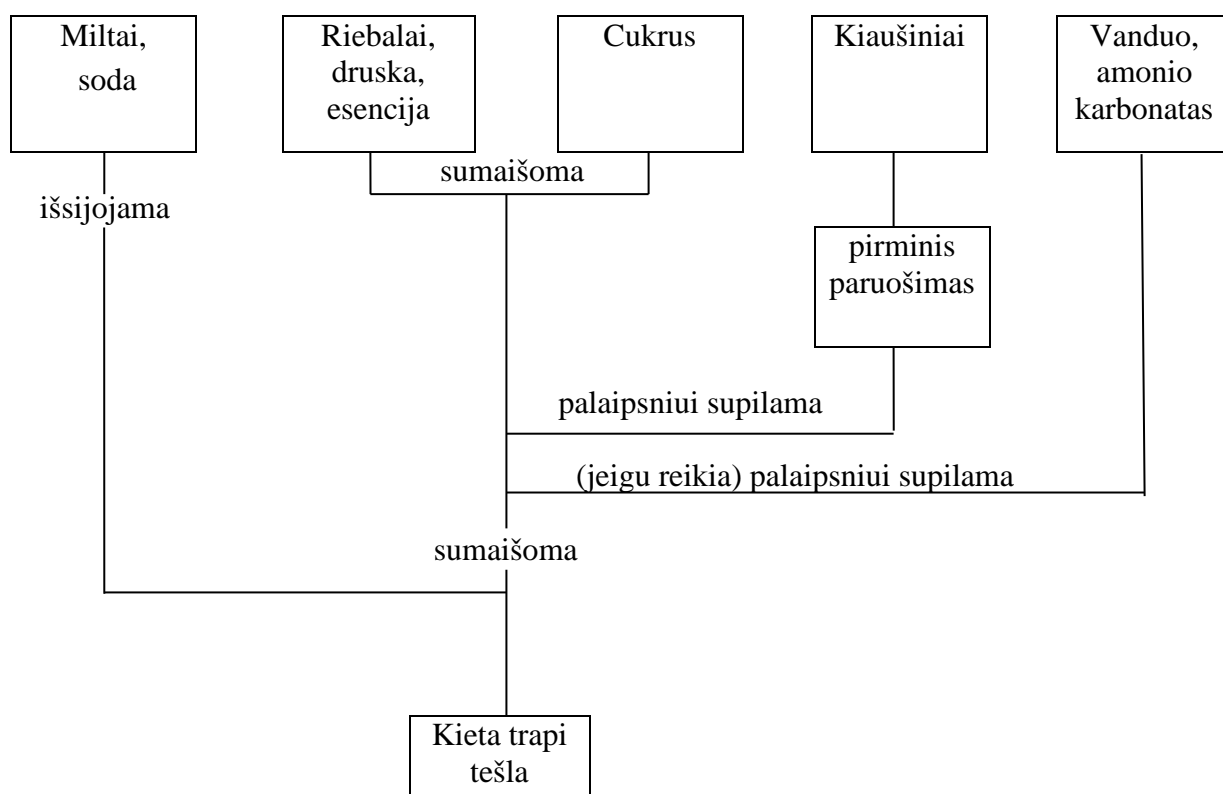 Miltai,
soda
Riebalai,
druska,
esencija
Cukrus
Kiaušiniai
Vanduo,
amonio
karbonatas
sumaišoma
išsijojama
pirminis
paruošimas
palaipsniui supilama
(jeigu reikia) palaipsniui supilama
sumaišoma
Kieta trapi
tešla